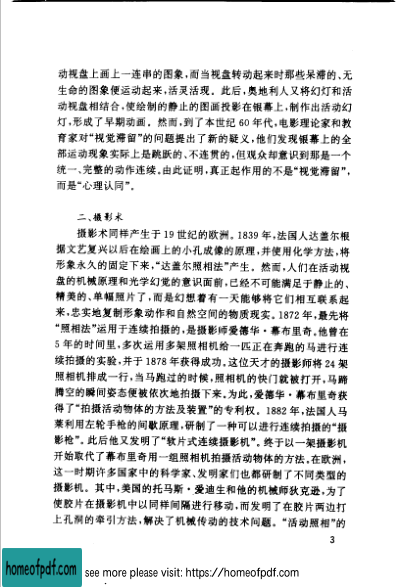 动视盘上画上一连串的图象，而当视盘转动起来时那些呆滞的、无
生命的图象便运动起来，活灵活现。此后，奥地利人又将幻灯和活
动视盘相结合，使绘制的静止的图画投影在银幕上，制作出活动幻
灯，形成了早期动画。然而，到了本世纪60年代，电影理论家和教
育家对“视觉滞留”的问题提出了新的疑义，他们发现银幕上的全
部运动现象实际上是跳跃的、不连贯的，但观众却意识到那是一个
统一、完整的动作连续。由此证明，真正起作用的不是“视觉滞留”，
而是“心理认同”。
二、摄影术
摄影术同样产生于19世纪的欧洲。1839年，法国人达盖尔根
据文艺复兴以后在绘画上的小孔成像的原理，并使用化学方法，将
形象永久的固定下来，“达盖尔照相法”产生。然而，人们在活动视
盘的机械原理和光学幻觉的意识面前，已经不可能满足于静止的、
精美的、单幅照片了，而是幻想着有一天能够将它们相互联系起
来，忠实地复制形象动作和自然空间的物质现实。1872年，最先将
“照相法”运用于连续拍摄的，是摄影师爱德华·幕布里奇。他曾在
5年的时间里，多次运用多架照相机给一匹正在奔跑的马进行连
续拍摄的实验，并于1878年获得成功。这位天才的摄影师将24架
照相机排成一行，当马跑过的时候，照相机的快门就被打开，马蹄
腾空的瞬间姿态便被依次地拍摄下来。为此，爱德华·幕布里奇获
得了“拍摄活动物体的方法及装置”的专利权。1882年，法国人马
莱利用左轮手枪的间歇原理，研制了一种可以进行连续拍摄的“摄
影枪”。此后他又发明了“软片式连续摄影机”。终于以一架摄影机
开始取代了幕布里奇用一组照相机拍摄活动物体的方法。在欧洲，
这一时期许多国家中的科学家、发明家们也都研制了不同类型的
摄影机。其中，美国的托马斯·爱迪生和他的机械师狄克逊，为了
使胶片在摄影机中以同样间隔进行移动，而发明了在胶片两边打
上孔洞的牵引方法，解决了机械传动的技术问题。“活动照相”的
3
homeofpdf.com
see more please visit: https://homeofpdf.com